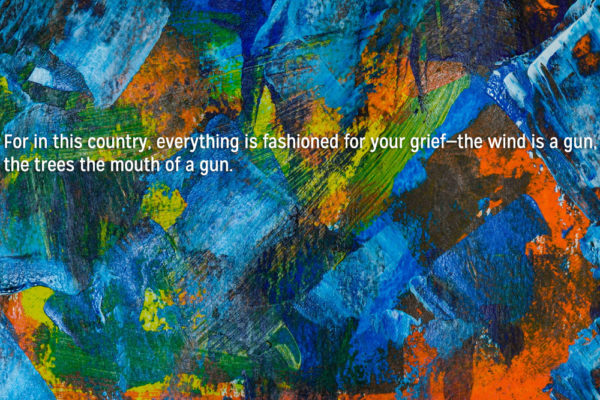 For in this country, everything is fashioned for your grief—the wind is a gun,
the trees the mouth of a gun.